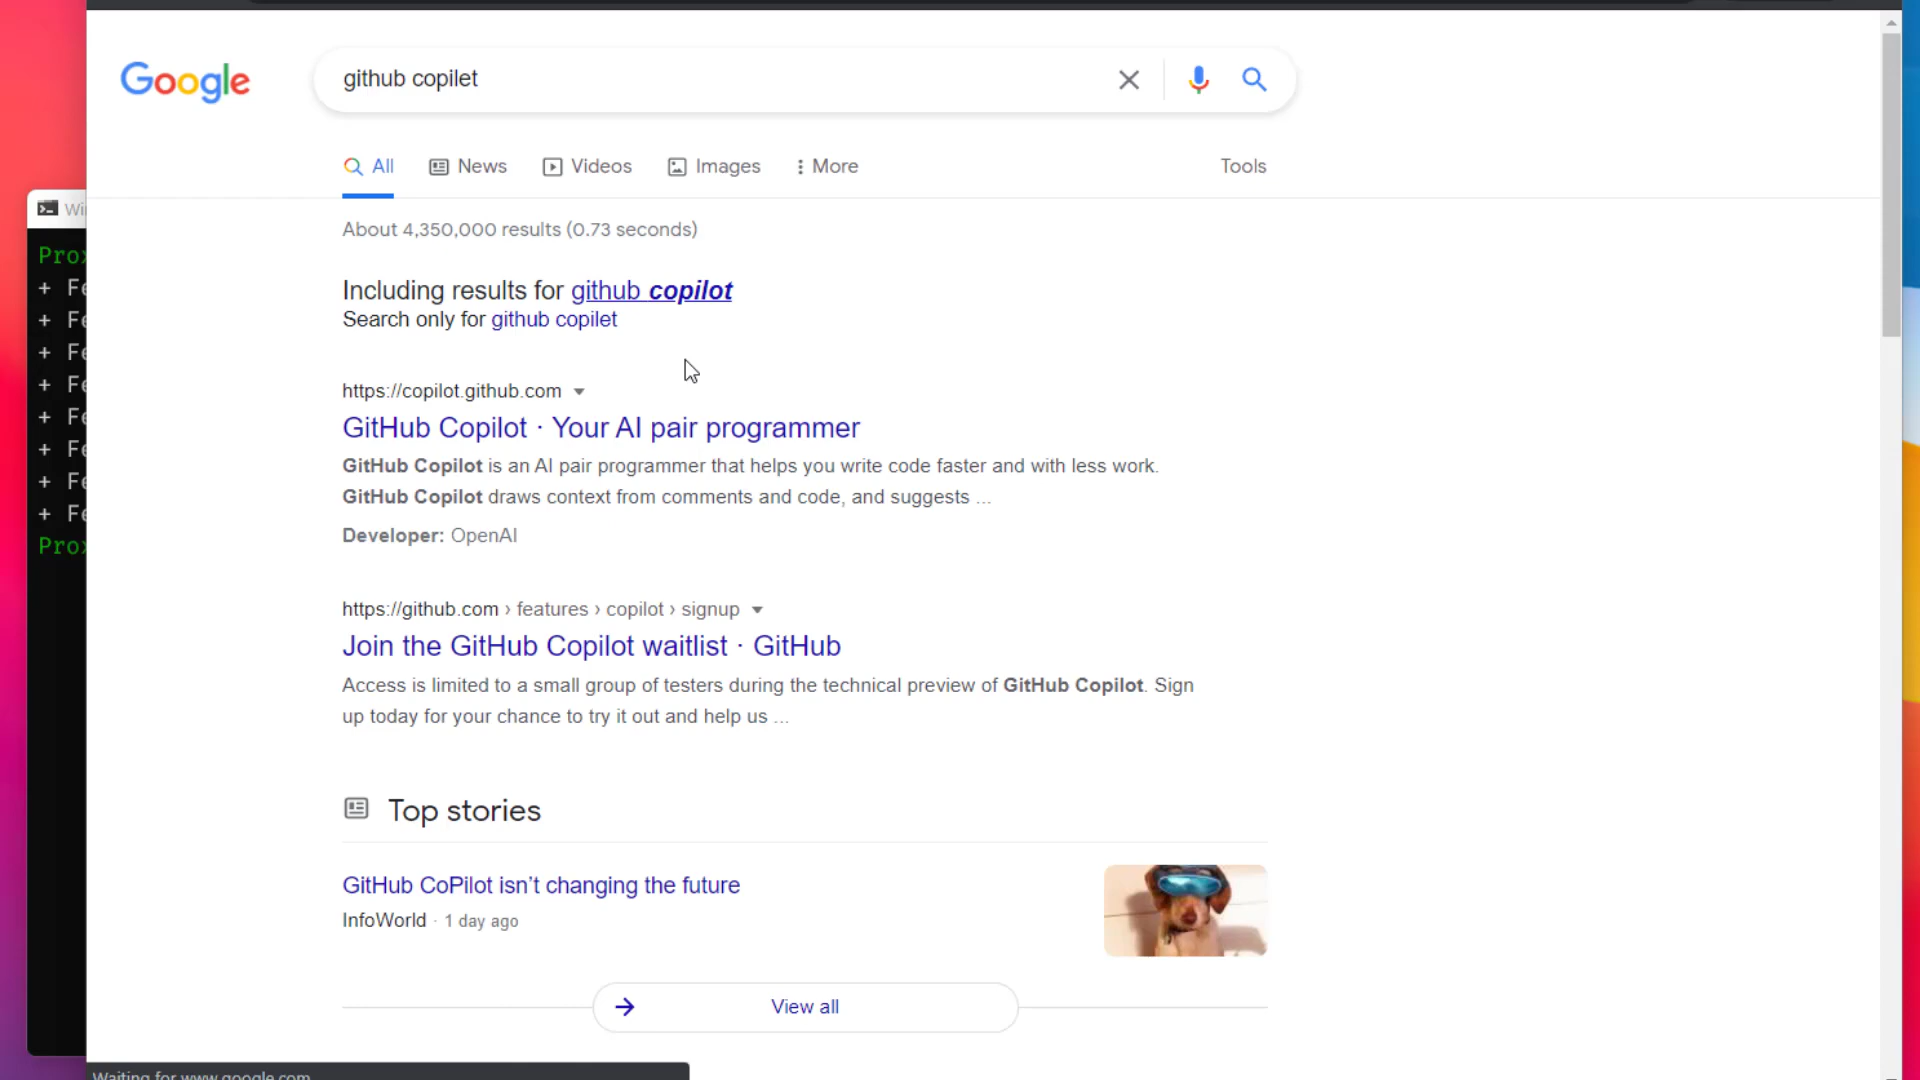 Google
github copilet
All
News
Videos
Images
More
Tools
About 4,350,000 results (0.73 seconds)
Including results for github copilot
Search only for github copilet
https://copilot.github.com
GitHub Copilot · Your AI pair programmer
GitHub Copilot is an AI pair programmer that helps you write code faster and with less work.
GitHub Copilot draws context from comments and code, and suggests ...
Developer: OpenAI
https://github.com › features › copilot › signup
Join the GitHub Copilot waitlist · GitHub
Access is limited to a small group of testers during the technical preview of GitHub Copilot. Sign
up today for your chance to try it out and help us ...
Top stories
GitHub CoPilot isn't changing the future
InfoWorld · 1 day ago
View all
Waiting for www.google.com